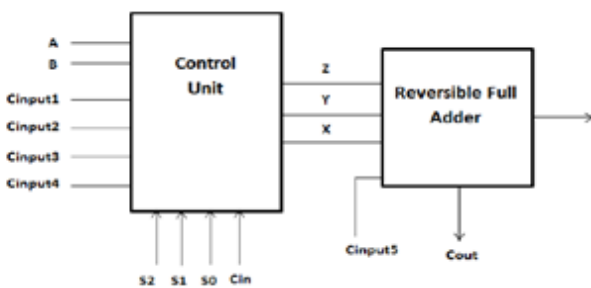 A
B
Cinput1
Cinput2
Cinput3
Cinput4
Control
Unit
Z
Y
X
Reversible Full
Adder
S2 S1 S0 Cin
Cinput5
Cout